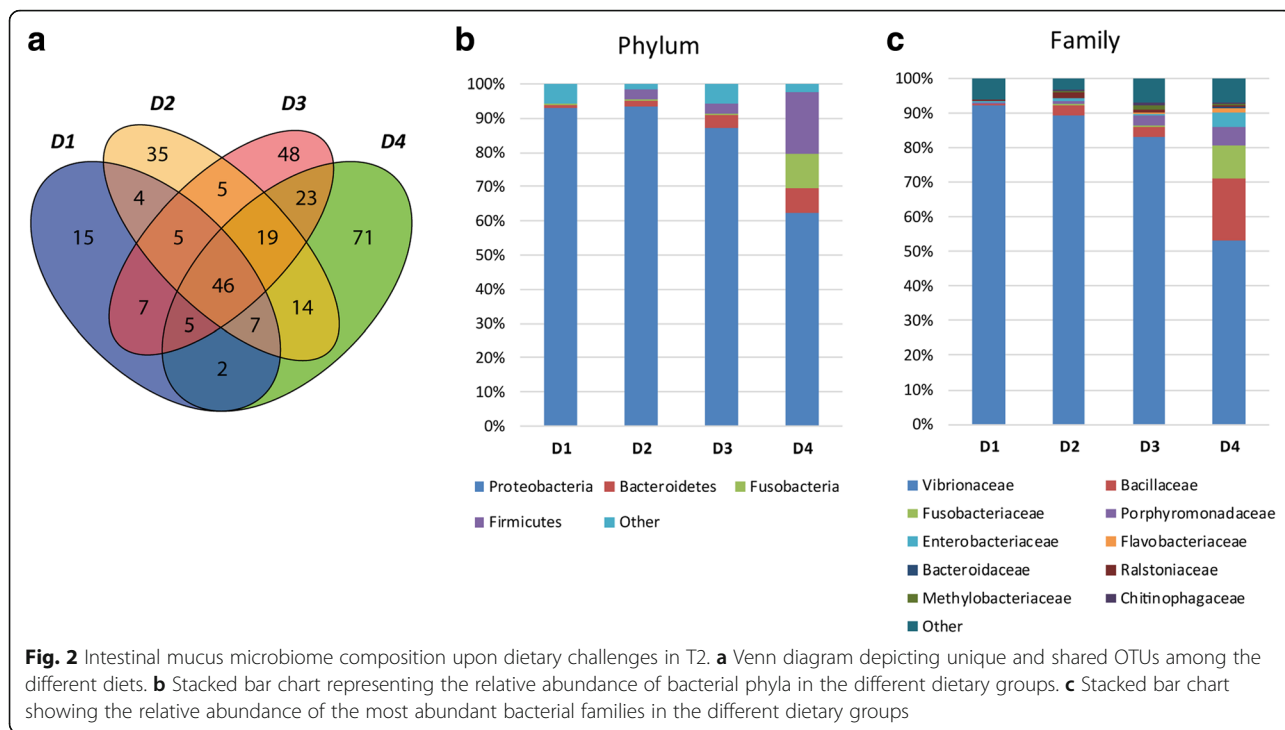 a
D1
D2
D3
D4
15
35
48
71
4
5
23
5
19
7
46
14
5
7
2
b
Phylum
100%
90%
80%
70%
60%
50%
40%
30%
20%
10%
0%
D1 D2 D3 D4
Proteobacteria Bacteroidetes Fusobacteria
Firmicutes Other
c
Family
100%
90%
80%
70%
60%
50%
40%
30%
20%
10%
0%
D1 D2 D3 D4
Vibrionaceae Bacillaceae
Fusobacteriaceae Porphyromonadaceae
Enterobacteriaceae Flavobacteriaceae
Bacteroidaceae Ralstoniaceae
Methylobacteriaceae Chitinophagaceae
Other
Fig. 2 Intestinal mucus microbiome composition upon dietary challenges in T2. a Venn diagram depicting unique and shared OTUs among the
different diets. b Stacked bar chart representing the relative abundance of bacterial phyla in the different dietary groups. c Stacked bar chart
showing the relative abundance of the most abundant bacterial families in the different dietary groups